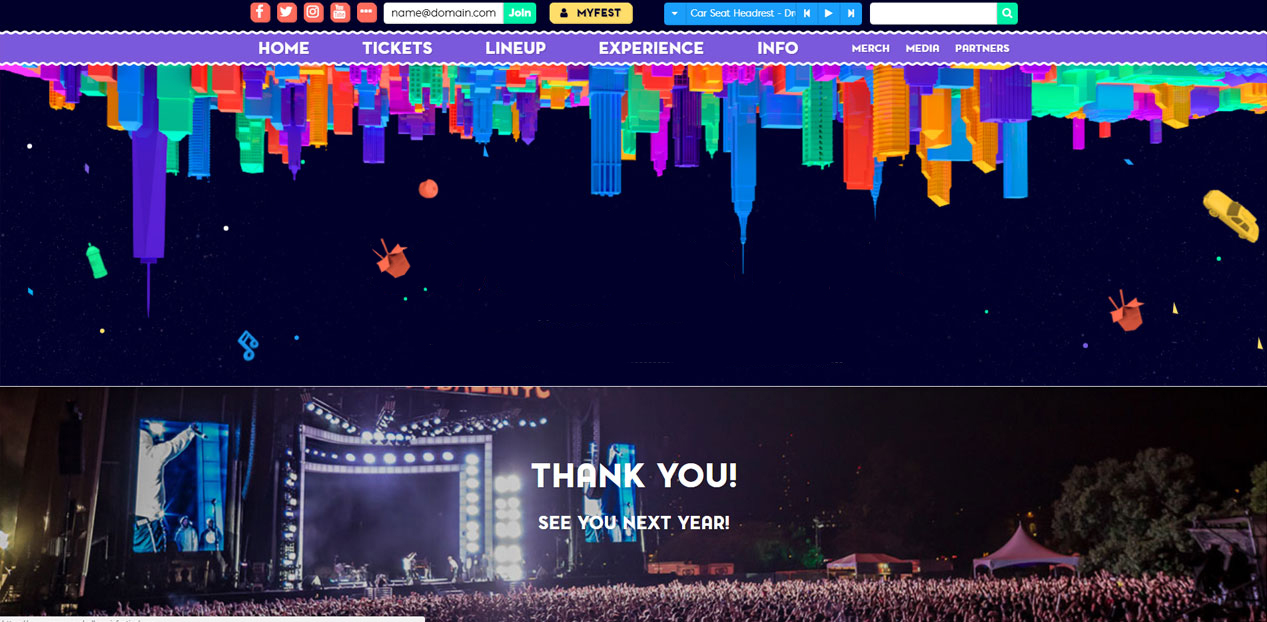 name@domain.com Join
MYFEST
Car Seat Headrest - Dr
HOME TICKETS LINEUP EXPERIENCE INFO MERCH MEDIA PARTNERS
THANK YOU!
SEE YOU NEXT YEAR!